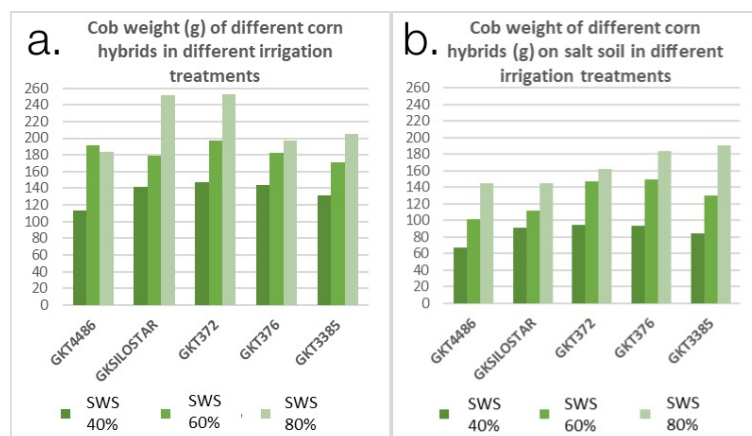 a.
Cob weight (g) of different corn
hybrids in different irrigation
treatments
260
240
220
200
180
160
140
120
100
80
60
40
20
0
GKT4486
GKSILOSTAR
GKT372
GKT376
GKT3385
SWS 40%
SWS 60%
SWS 80%
b.
Cob weight of different corn
hybrids (g) on salt soil in different
irrigation treatments
260
240
220
200
180
160
140
120
100
80
60
40
20
0
GKT4486
GKSILOSTAR
GKT372
GKT376
GKT3385
SWS 40%
SWS 60%
SWS 80%